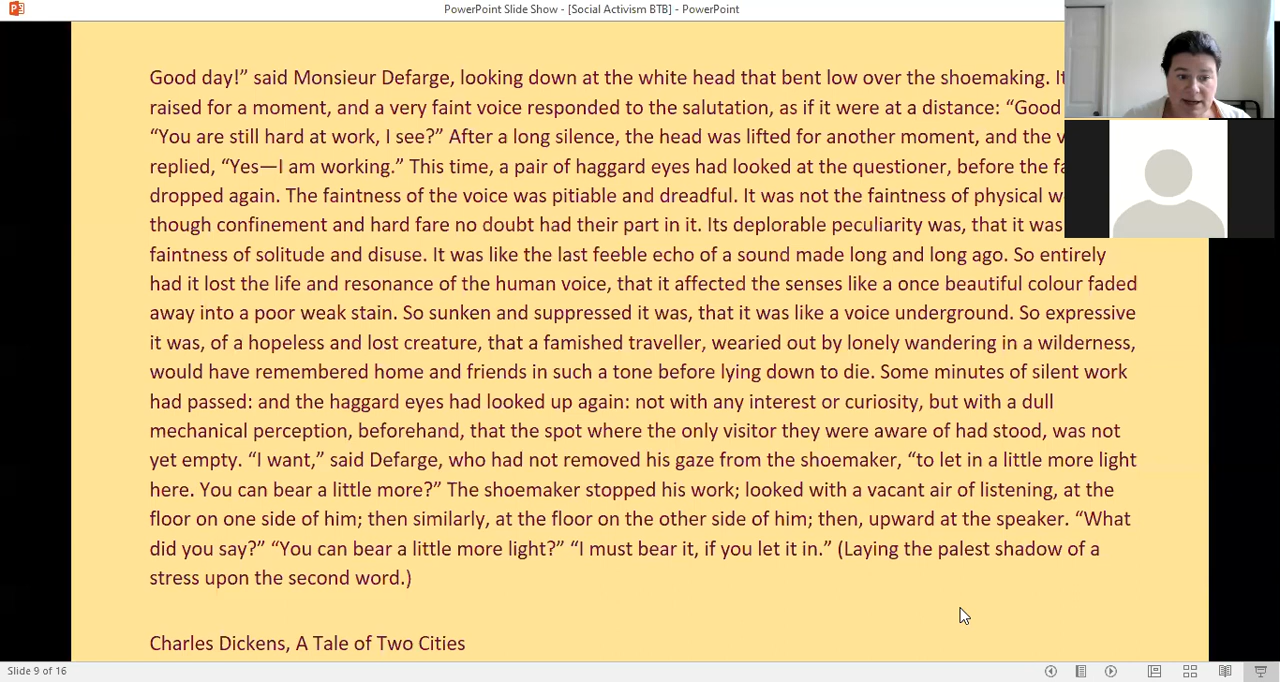 PowerPoint Slide Show - [Social Activism BTB] - PowerPoint
Good day!” said Monsieur Defarge, looking down at the white head that bent low over the shoemaking. It
raised for a moment, and a very faint voice responded to the salutation, as if it were at a distance: “Good
“You are still hard at work, I see?” After a long silence, the head was lifted for another moment, and the
replied, “Yes—I am working.” This time, a pair of haggard eyes had looked at the questioner, before the
dropped again. The faintness of the voice was pitiable and dreadful. It was not the faintness of physical
though confinement and hard fare no doubt had their part in it. Its deplorable peculiarity was, that it was
faintness of solitude and disuse. It was like the last feeble echo of a sound made long and long ago. So entirely
had it lost the life and resonance of the human voice, that it affected the senses like a once beautiful colour faded
away into a poor weak stain. So sunken and suppressed it was, that it was like a voice underground. So expressive
it was, of a hopeless and lost creature, that a famished traveller, wearied out by lonely wandering in a wilderness,
would have remembered home and friends in such a tone before lying down to die. Some minutes of silent work
had passed: and the haggard eyes had looked up again: not with any interest or curiosity, but with a dull
mechanical perception, beforehand, that the spot where the only visitor they were aware of had stood, was not
yet empty. “I want,” said Defarge, who had not removed his gaze from the shoemaker, “to let in a little more light
here. You can bear a little more?” The shoemaker stopped his work; looked with a vacant air of listening, at the
floor on one side of him; then similarly, at the floor on the other side of him; then, upward at the speaker. “What
did you say?” “You can bear a little more light?” “I must bear it, if you let it in.” (Laying the palest shadow of a
stress upon the second word.)
Charles Dickens, A Tale of Two Cities
Slide 9 of 16